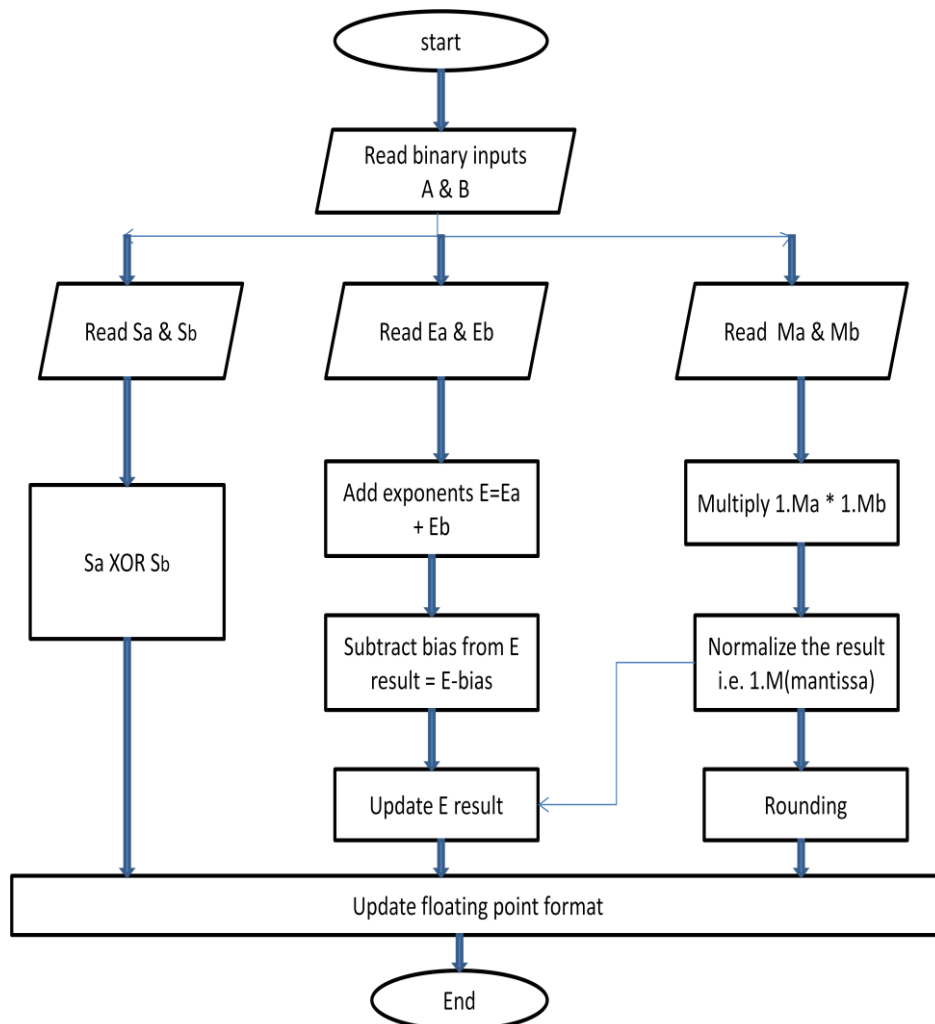 start
Read binary inputs
A & B
Read Sa & Sb
Read Ea & Eb
Read Ma & Mb
Add exponents E=Ea
+ Eb
Multiply 1.Ma * 1.Mb
Sa XOR Sb
Subtract bias from E
result = E-bias
Normalize the result
i.e. 1.M(mantissa)
Update E result
Rounding
Update floating point format
End